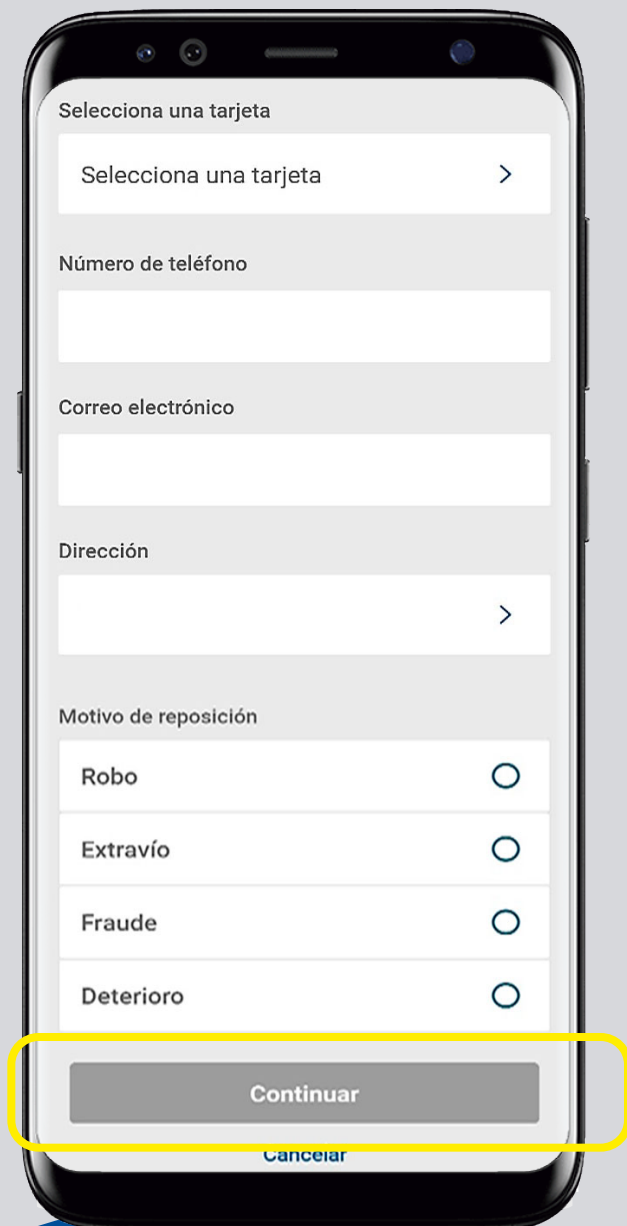 Selecciona una tarjeta
Selecciona una tarjeta
Número de teléfono
Correo electrónico
Dirección
Motivo de reposición
Robo
Extravío
Fraude
Deterioro
Continuar
Cancelar